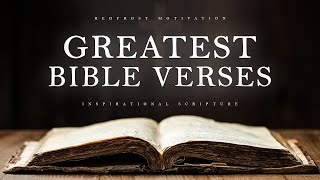 REDFROST MOTIVATION
GREATEST
BIBLE VERSES
INSPIRATIONAL SCRIPTURE